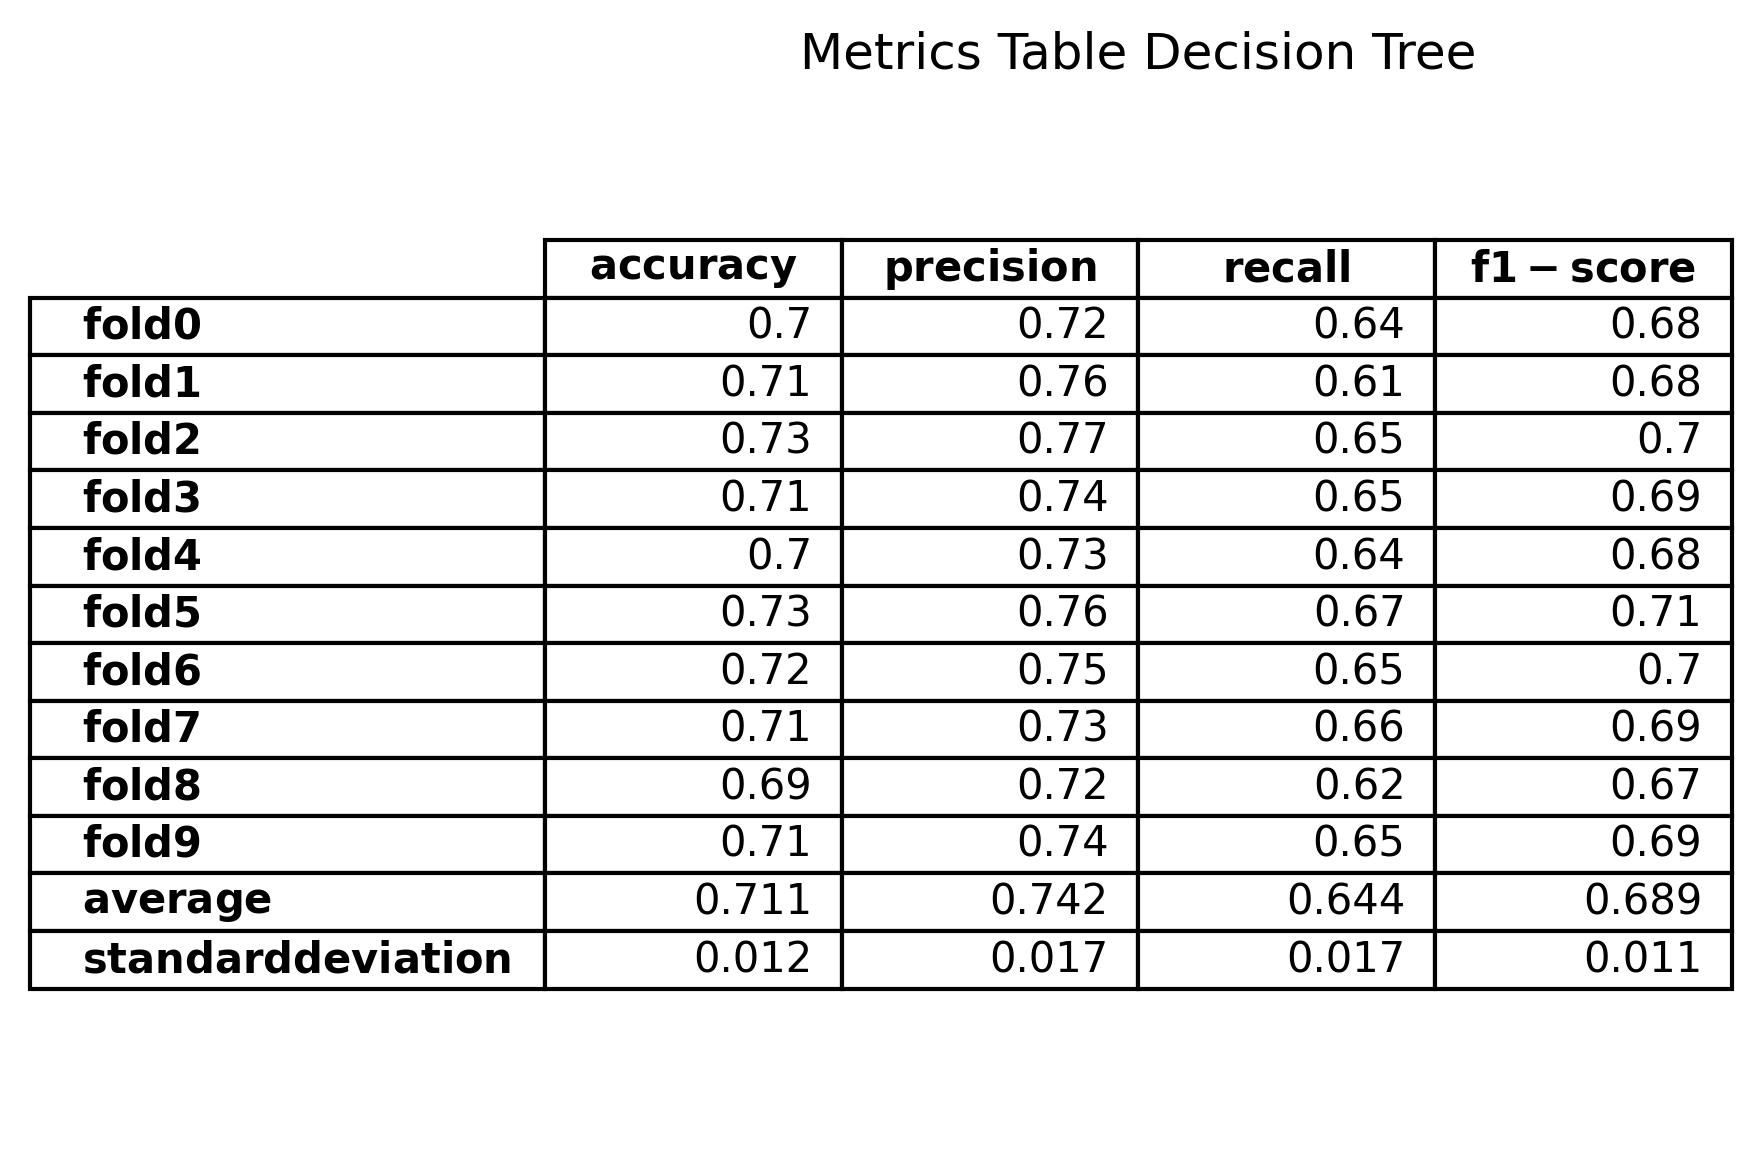 Metrics Table Decision Tree
accuracy precision recall f1 − score
fold0 0.7 0.72 0.64 0.68
fold1 0.71 0.76 0.61 0.68
fold2 0.73 0.77 0.65 0.7
fold3 0.71 0.74 0.65 0.69
fold4 0.7 0.73 0.64 0.68
fold5 0.73 0.76 0.67 0.71
fold6 0.72 0.75 0.65 0.7
fold7 0.71 0.73 0.66 0.69
fold8 0.69 0.72 0.62 0.67
fold9 0.71 0.74 0.65 0.69
average 0.711 0.742 0.644 0.689
standarddeviation 0.012 0.017 0.017 0.011